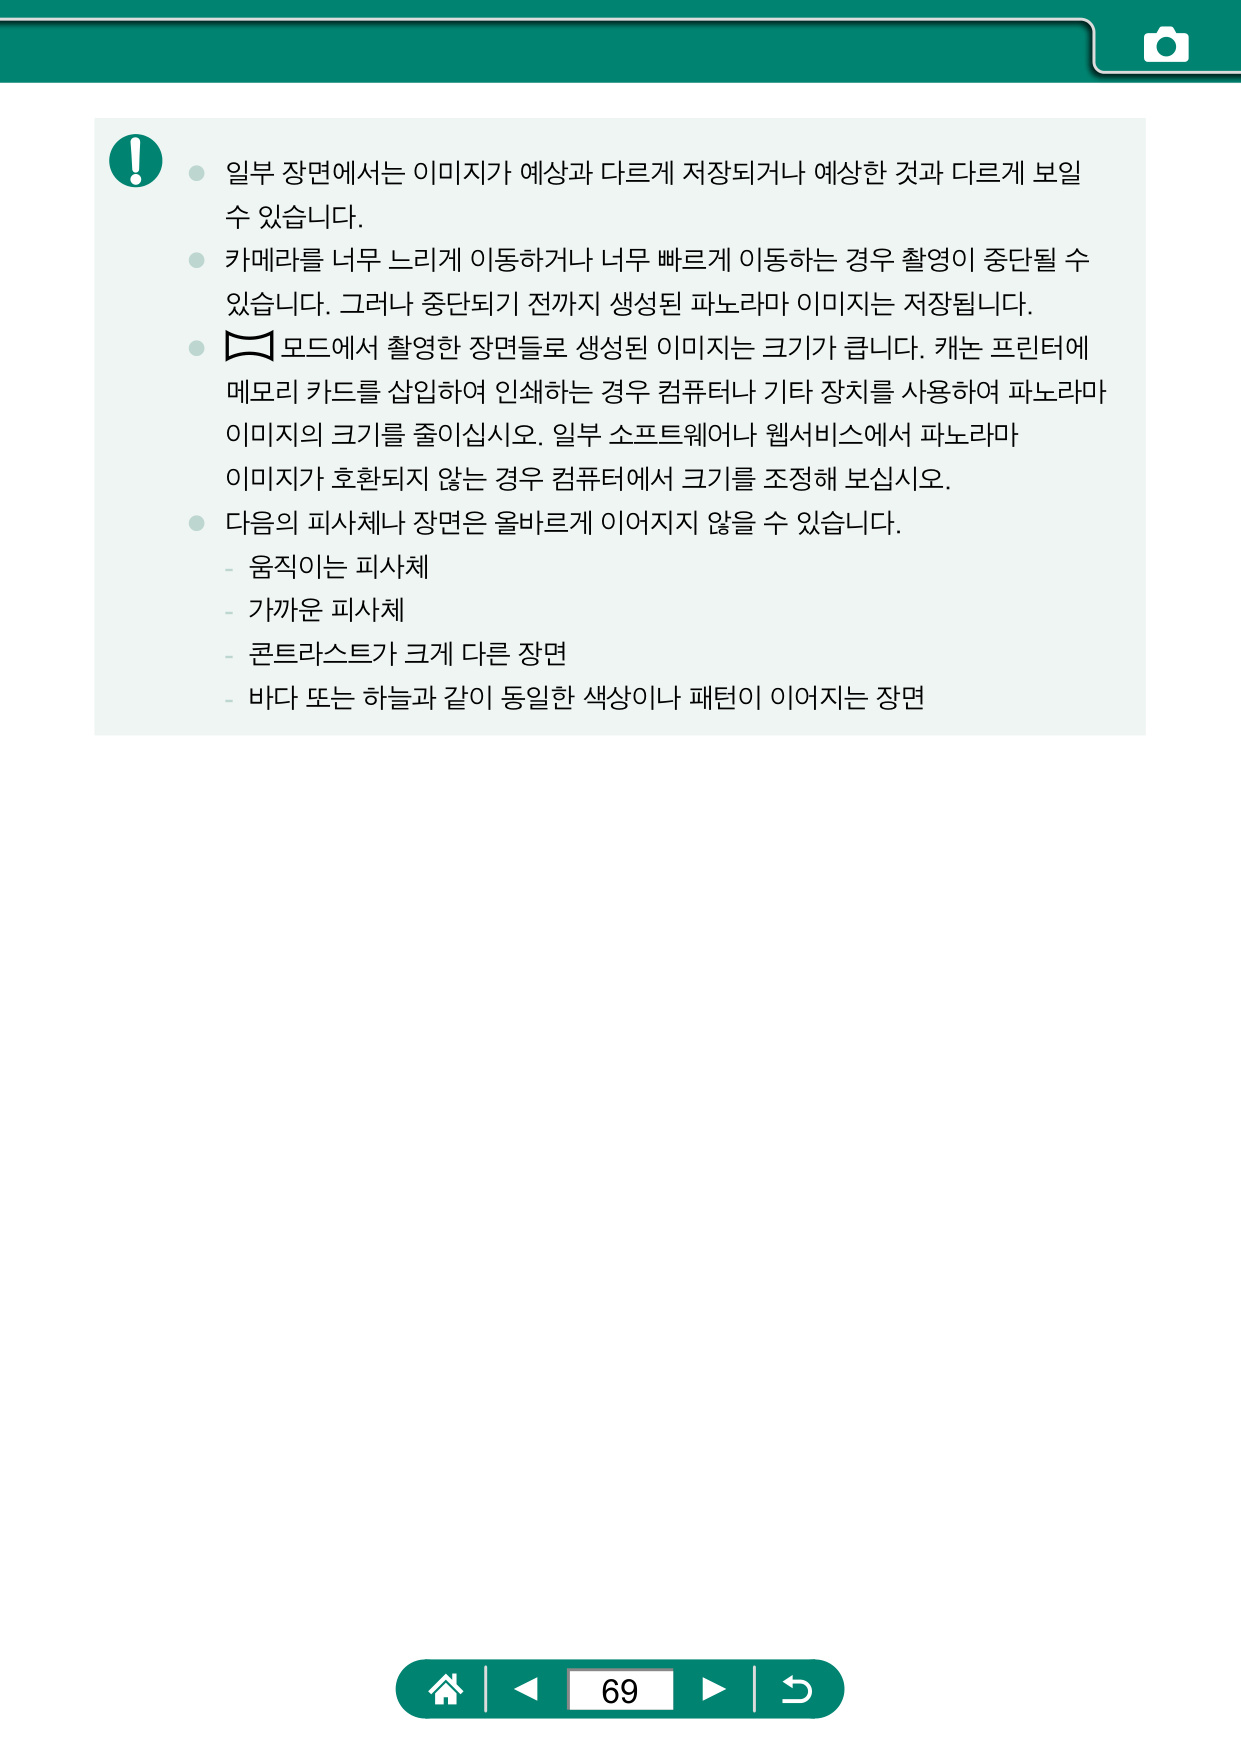 일부 장면에서는 이미지가 예상과 다르게 저장되거나 예상한 것과 다르게 보일
수 있습니다.
카메라를 너무 느리게 이동하거나 너무 빠르게 이동하는 경우 촬영이 중단될 수
있습니다. 그러나 중단되기 전까지 생성된 파노라마 이미지는 저장됩니다.
모드에서 촬영한 장면들로 생성된 이미지는 크기가 큽니다. 캐논 프린터에
메모리 카드를 삽입하여 인쇄하는 경우 컴퓨터나 기타 장치를 사용하여 파노라마
이미지의 크기를 줄이십시오. 일부 소프트웨어나 웹서비스에서 파노라마
이미지가 호환되지 않는 경우 컴퓨터에서 크기를 조정해 보십시오.
다음의 피사체나 장면은 올바르게 이어지지 않을 수 있습니다.
- 움직이는 피사체
- 가까운 피사체
- 콘트라스트가 크게 다른 장면
- 바다 또는 하늘과 같이 동일한 색상이나 패턴이 이어지는 장면
69